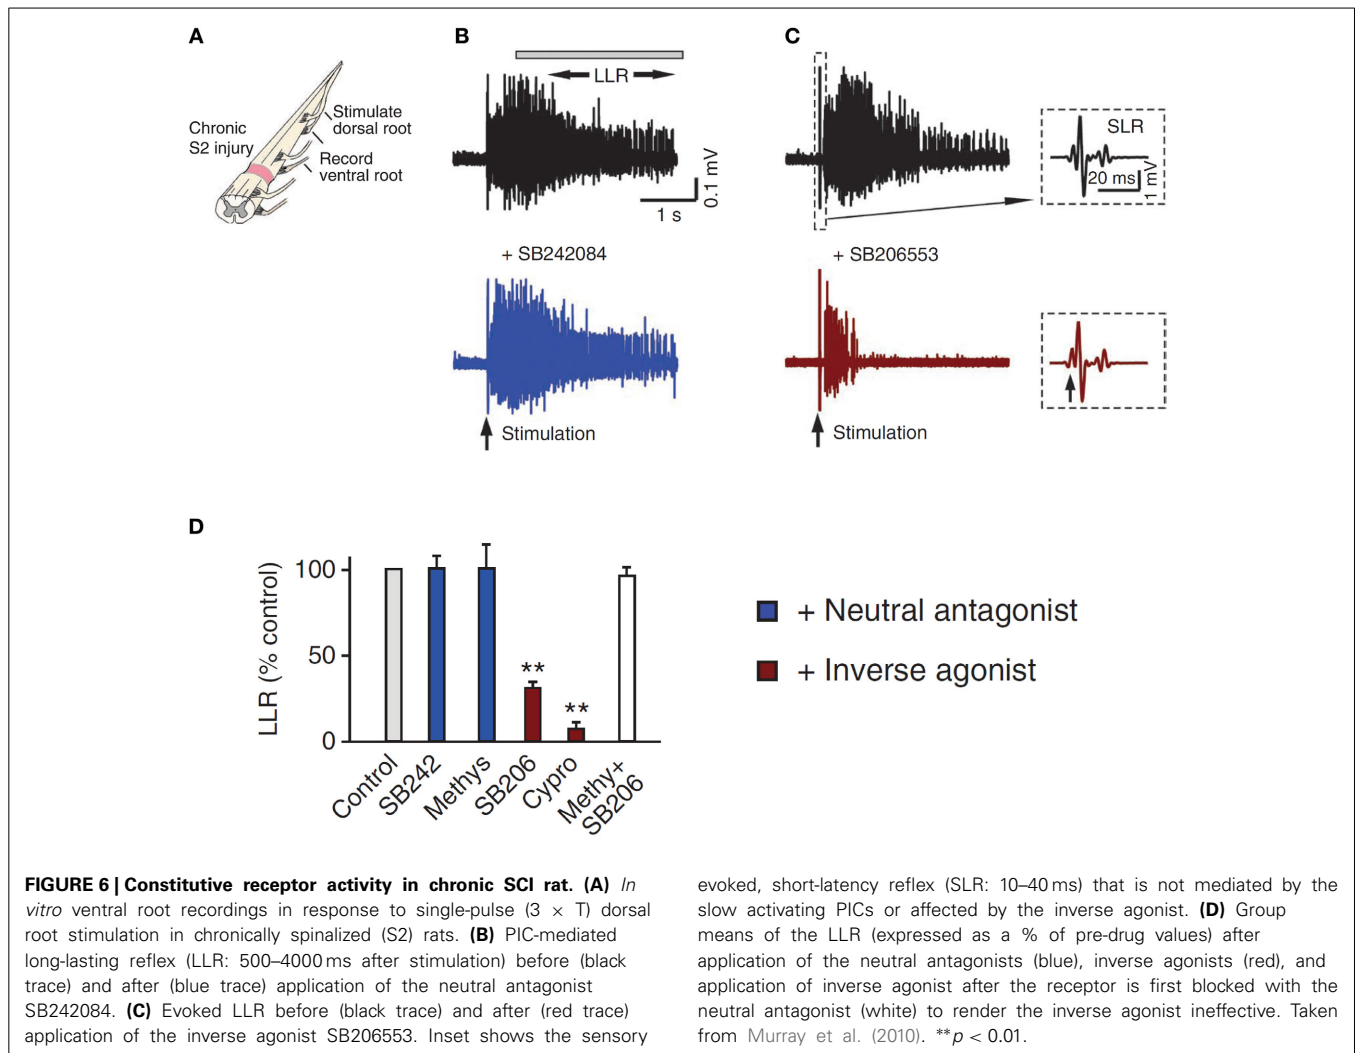 A
Chronic
S2 injury
Stimulate
dorsal root
Record
ventral root
B
LLR
0.1 mV
1 s
+ SB242084
Stimulation
C
SLR
20 ms
1 mV
+ SB206553
Stimulation
D
LLR (% control)
100
50
0
**
**
Control
SB242
Methys
SB206
Cypro
Methy+
SB206
+ Neutral antagonist
+ Inverse agonist
FIGURE 6 | Constitutive receptor activity in chronic SCI rat. (A) In
vitro ventral root recordings in response to single-pulse (3 × T) dorsal
root stimulation in chronically spinalized (S2) rats. (B) PIC-mediated
long-lasting reflex (LLR: 500–4000 ms after stimulation) before (black
trace) and after (blue trace) application of the neutral antagonist
SB242084. (C) Evoked LLR before (black trace) and after (red trace)
application of the inverse agonist SB206553. Inset shows the sensory
evoked, short-latency reflex (SLR: 10–40 ms) that is not mediated by the
slow activating PICs or affected by the inverse agonist. (D) Group
means of the LLR (expressed as a % of pre-drug values) after
application of the neutral antagonists (blue), inverse agonists (red), and
application of inverse agonist after the receptor is first blocked with the
neutral antagonist (white) to render the inverse agonist ineffective. Taken
from Murray et al. (2010). **p < 0.01.